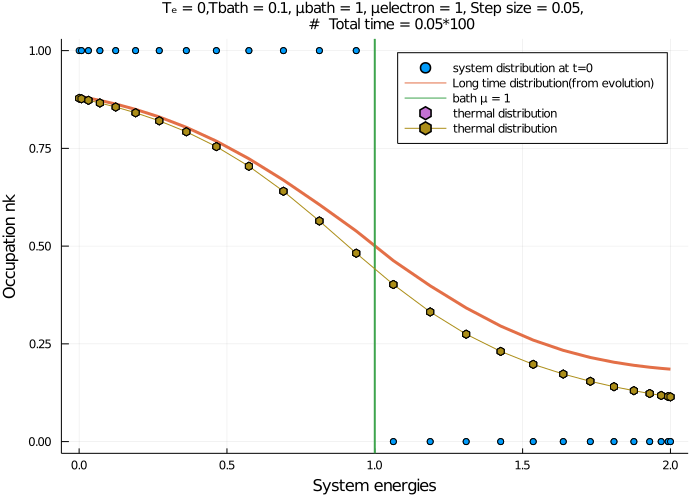 Tₑ = 0,Tbath = 0.1, μbath = 1, μelectron = 1, Step size = 0.05,
# Total time = 0.05*100
1.00
0.75
0.50
0.25
0.00
Occupation nk
system distribution at t=0
Long time distribution(from evolution)
bath μ = 1
thermal distribution
thermal distribution
0.0
0.5
1.0
1.5
2.0
System energies